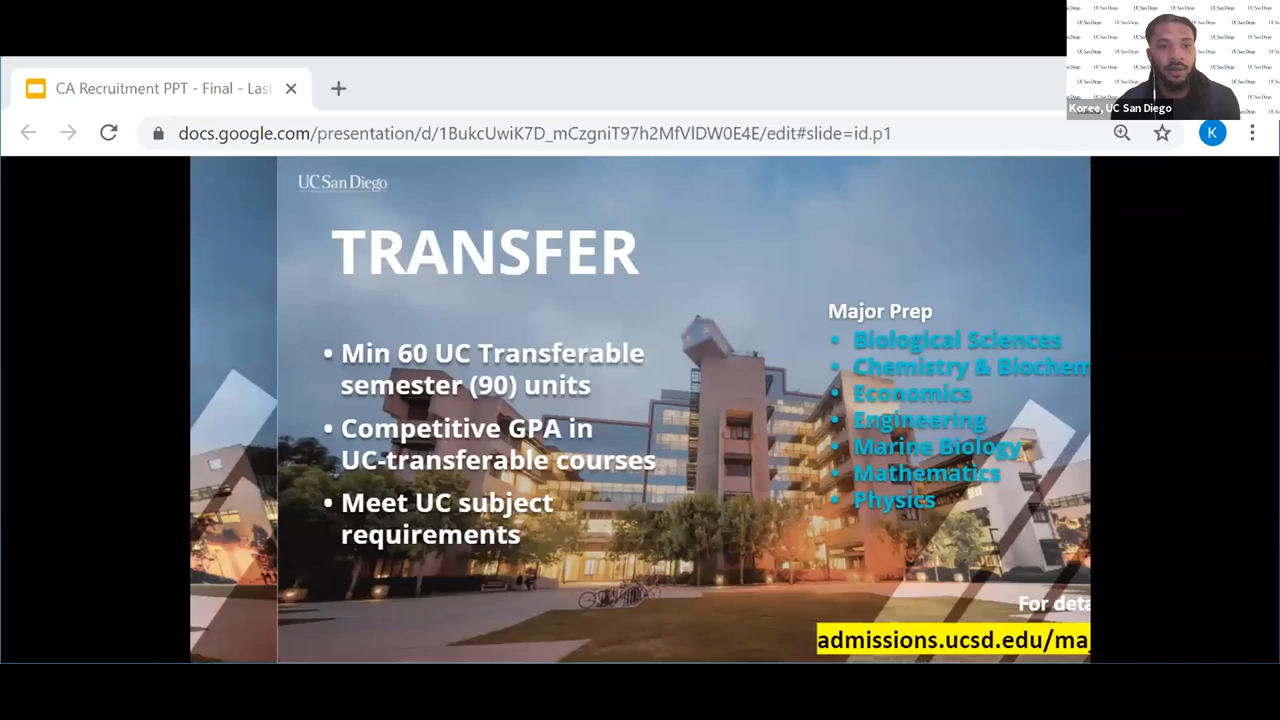 CA Recruitment PPT - Final - Last
docs.google.com/presentation/d/1BukcUwiK7D_mCzgniT97h2MfVlDW0E4E/edit#slide=id.p1
K
Koree, UC San Diego
UC San Diego
TRANSFER
• Min 60 UC Transferable
semester (90) units
• Competitive GPA in
UC-transferable courses
• Meet UC subject
requirements
Major Prep
• Biological Sciences
• Chemistry & Biochem
• Economics
• Engineering
• Marine Biology
• Mathematics
• Physics
For deta
admissions.ucsd.edu/maj